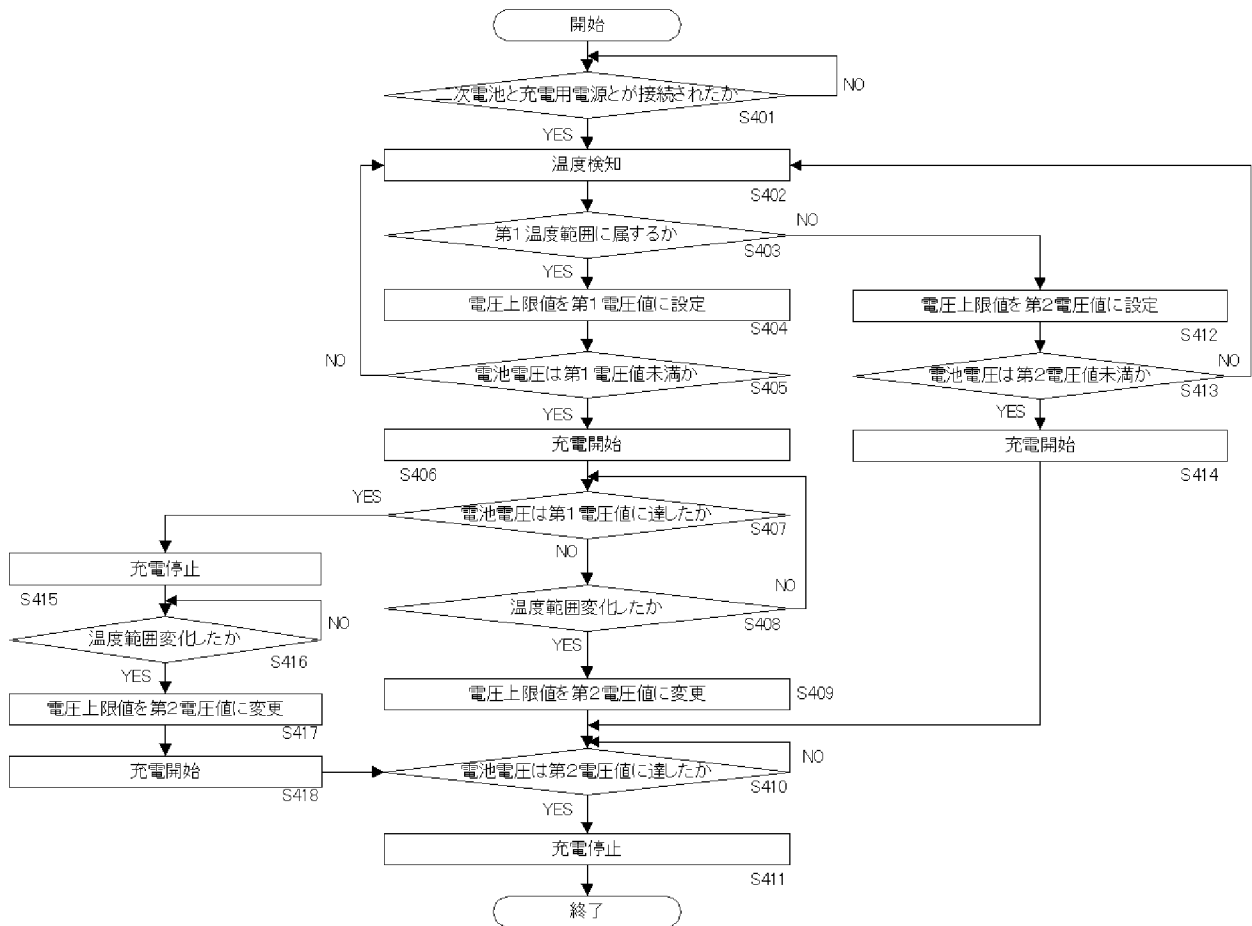 開始
二次電池と充電用電源とが接続されたか
NO
S401
YES
温度検知
S402
第1温度範囲に属するか
NO
S403
YES
電圧上限値を第1電圧値に設定
S404
電圧上限値を第2電圧値に設定
S412
NO
電池電圧は第1電圧値未満か
S405
電池電圧は第2電圧値未満か
NO
S413
YES
YES
充電開始
S406
充電開始
S414
YES
電池電圧は第1電圧値に達したか
S407
NO
充電停止
S415
温度範囲変化したか
NO
S408
温度範囲変化したか
NO
S416
YES
YES
電圧上限値を第2電圧値に変更
S409
電圧上限値を第2電圧値に変更
S417
充電開始
S418
電池電圧は第2電圧値に達したか
NO
S410
YES
充電停止
S411
終了